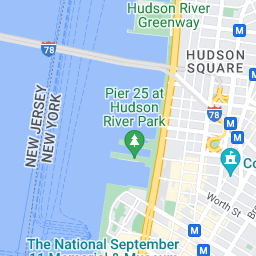 Hudson River
Greenway
78
HUDSON
SQUARE
M
Pier 25 at
Hudson
River Park
78
M
M
NEW JERSEY
NEW YORK
M
Co
Worth St
M
M
The National September
11 Memorial & Museum
M